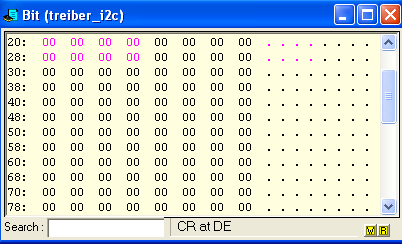 Bit (treiber_i2c)
20: 00 00 00 00 00 00 00 00 . . . . . . . .
28: 00 00 00 00 00 00 00 00 . . . . . . . .
30: 00 00 00 00 00 00 00 00 . . . . . . . .
38: 00 00 00 00 00 00 00 00 . . . . . . . .
40: 00 00 00 00 00 00 00 00 . . . . . . . .
48: 00 00 00 00 00 00 00 00 . . . . . . . .
50: 00 00 00 00 00 00 00 00 . . . . . . . .
58: 00 00 00 00 00 00 00 00 . . . . . . . .
60: 00 00 00 00 00 00 00 00 . . . . . . . .
68: 00 00 00 00 00 00 00 00 . . . . . . . .
70: 00 00 00 00 00 00 00 00 . . . . . . . .
78: 00 00 00 00 00 00 00 00 . . . . . . . .
Search : CR at DE W R